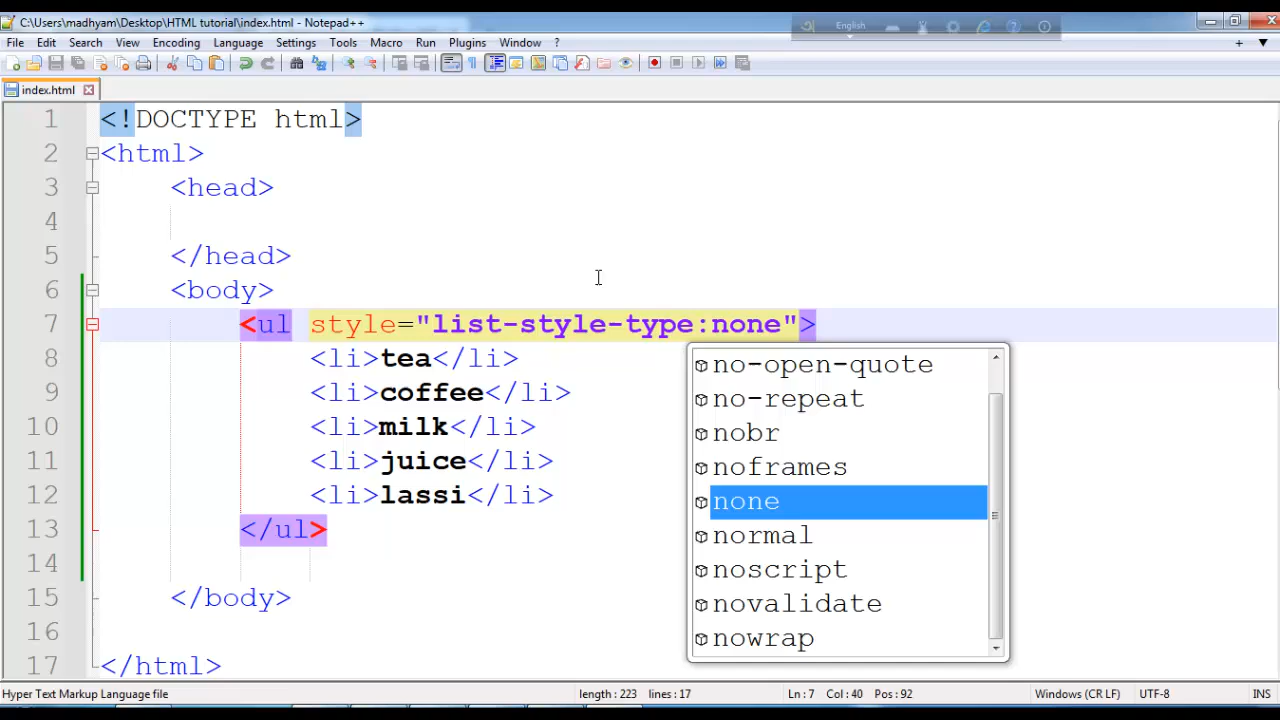 C:\Users\madhyam\Desktop\HTML tutorial\index.html - Notepad++
English
File Edit Search View Encoding Language Settings Tools Macro Run Plugins Window ?
index.html
1 <!DOCTYPE html>
2 <html>
3 <head>
4
5 </head>
6 <body>
7 <ul style="list-style-type:none">
8 <li>tea</li>
9 <li>coffee</li>
10 <li>milk</li>
11 <li>juice</li>
12 <li>lassi</li>
13 </ul>
14
15 </body>
16
17 </html>
no-open-quote
no-repeat
nobr
noframes
none
normal
noscript
novalidate
nowrap
Hyper Text Markup Language file length : 223 lines : 17 Ln : 7 Col : 40 Pos : 92 Windows (CR LF) UTF-8 INS